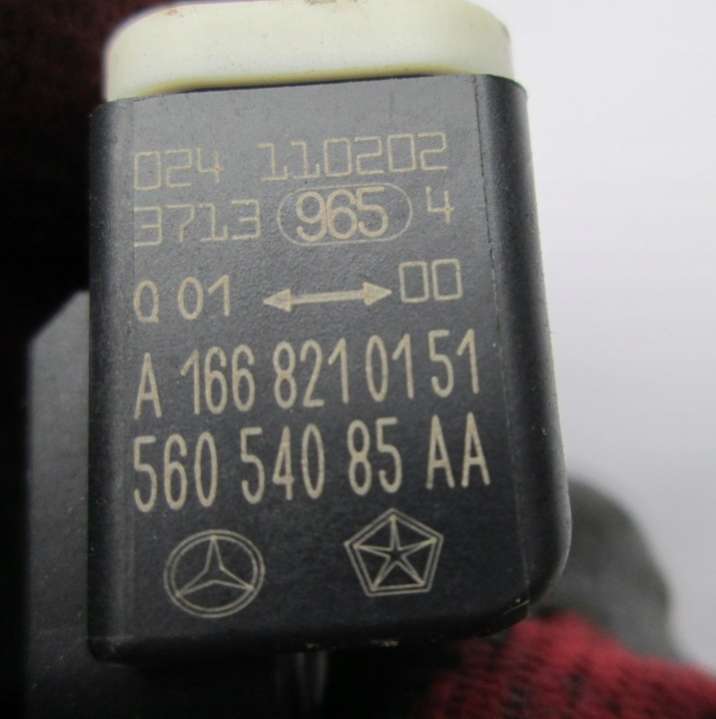 024 110202
3713 965 4
Q 01 ↔ 00
A 166 821 01 51
560 540 85 AA